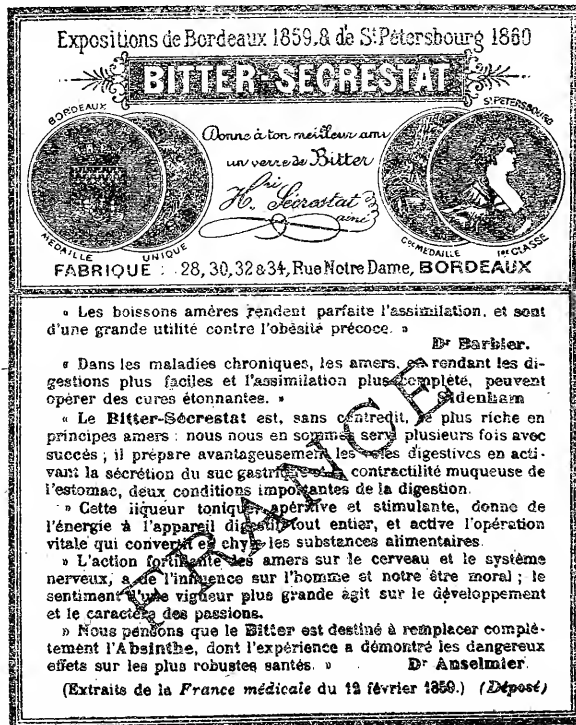 Expositions de Bordeaux 1859.& de St Pétersbourg 1860
BITTER-SECRESTAT
BORDEAUX
MÉDAILLE UNIQUE
Donne à ton meilleur ami
un verre de Bitter
Hri Sécrestat
ainé
St PETERSBOURG
Gde MÉDAILLE 1ere CLASSE
FABRIQUE : 28, 30, 32 & 34, Rue Notre Dame, BORDEAUX
« Les boissons amères rendent parfaite l'assimilation, et sont
d'une grande utilité contre l'obésité précoce. »
Dr Barbier.
« Dans les maladies chroniques, les amers, en rendant les di-
gestions plus faciles et l'assimilation plus complète, peuvent
opérer des cures étonnantes. » Sidenham
« Le Bitter-Sécrestat est, sans contredit, le plus riche en
principes amers : nous nous en sommes servi plusieurs fois avec
succès ; il prépare avantageusement les voies digestives en acti-
vant la sécrétion du suc gastrique et la contractilité muqueuse de
l'estomac, deux conditions importantes de la digestion.
» Cette liqueur tonique, apéritive et stimulante, donne de
l'énergie à l'appareil digestif tout entier, et active l'opération
vitale qui convertit en chyle les substances alimentaires.
» L'action fortifiante des amers sur le cerveau et le système
nerveux, a de l'influence sur l'homme et notre être moral ; le
sentiment d'une vigueur plus grande agit sur le développement
et le caractère des passions.
» Nous pensons que le Bitter est destiné à remplacer complè-
tement l'Absinthe, dont l'expérience a démontré les dangereux
effets sur les plus robustes santés. » Dr Anselmier.
(Extraits de la France médicale du 12 février 1859.) (Déposé)
FRANCE